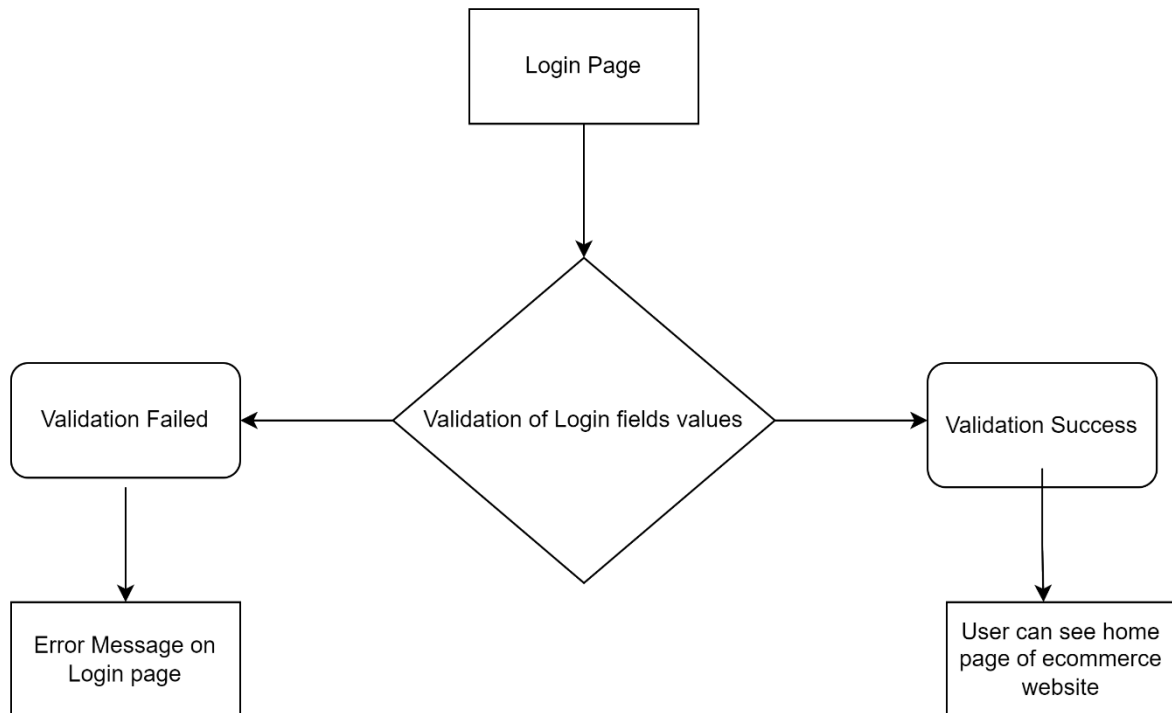 Login Page
Validation Failed
Validation of Login fields values
Validation Success
Error Message on
Login page
User can see home
page of ecommerce
website